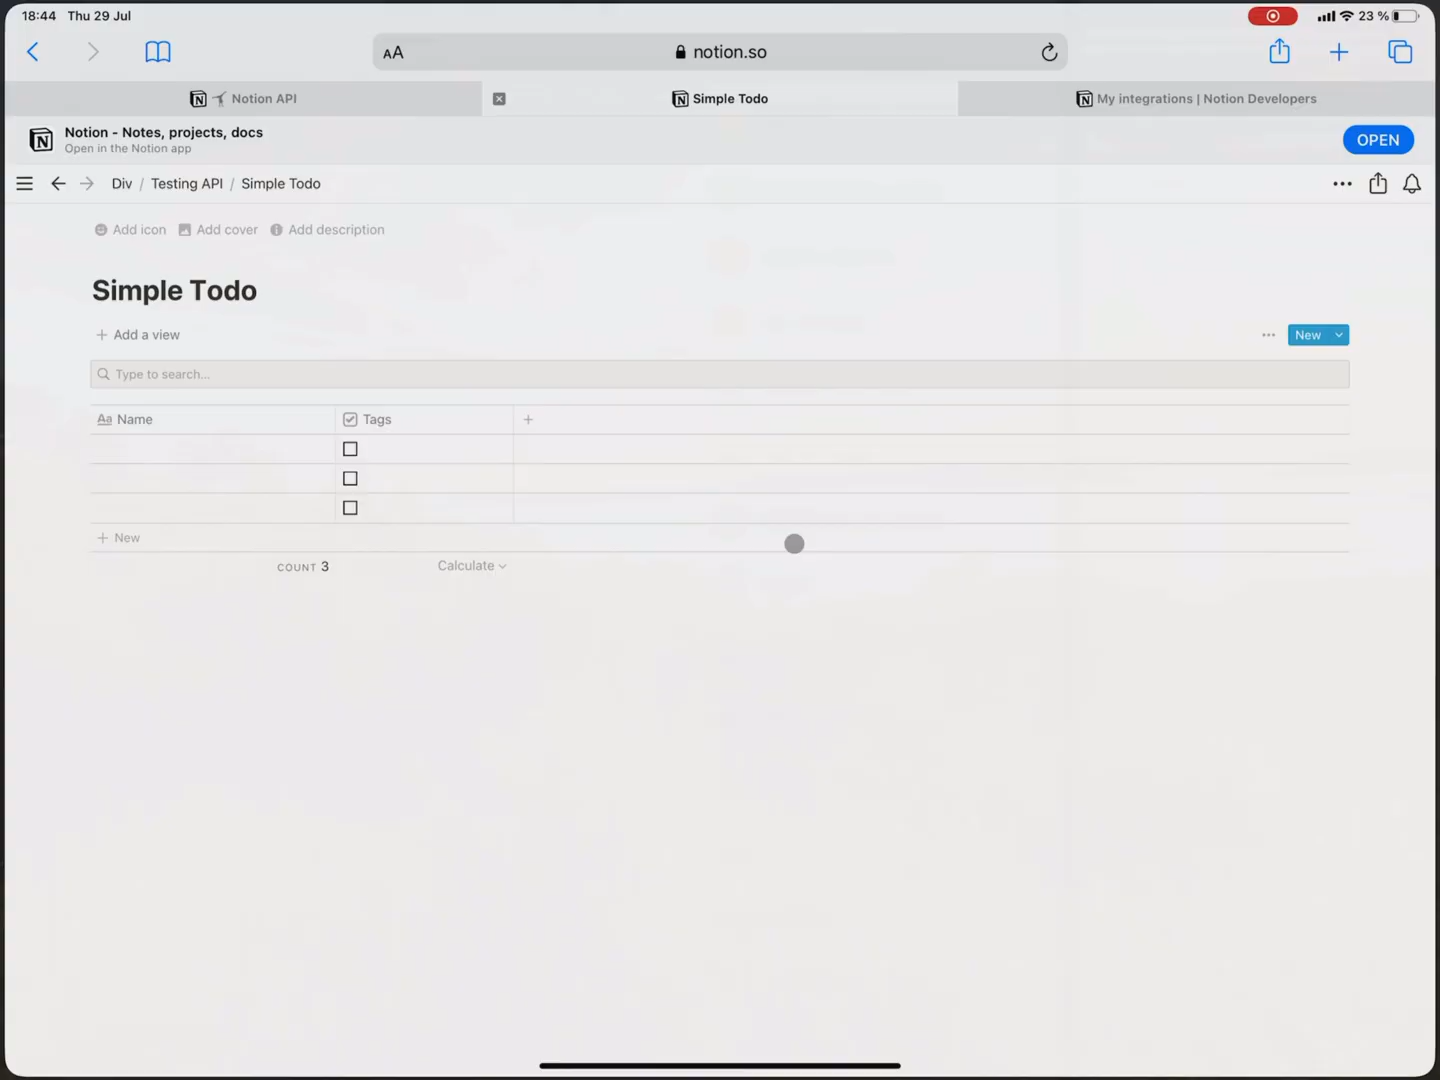 18:44 Thu 29 Jul
23 %
AA
notion.so
Notion API
Simple Todo
My integrations | Notion Developers
Notion - Notes, projects, docs
Open in the Notion app
OPEN
Div / Testing API / Simple Todo
Add icon Add cover Add description
Simple Todo
+ Add a view
New
Type to search...
Aa Name Tags +
+ New
COUNT 3 Calculate